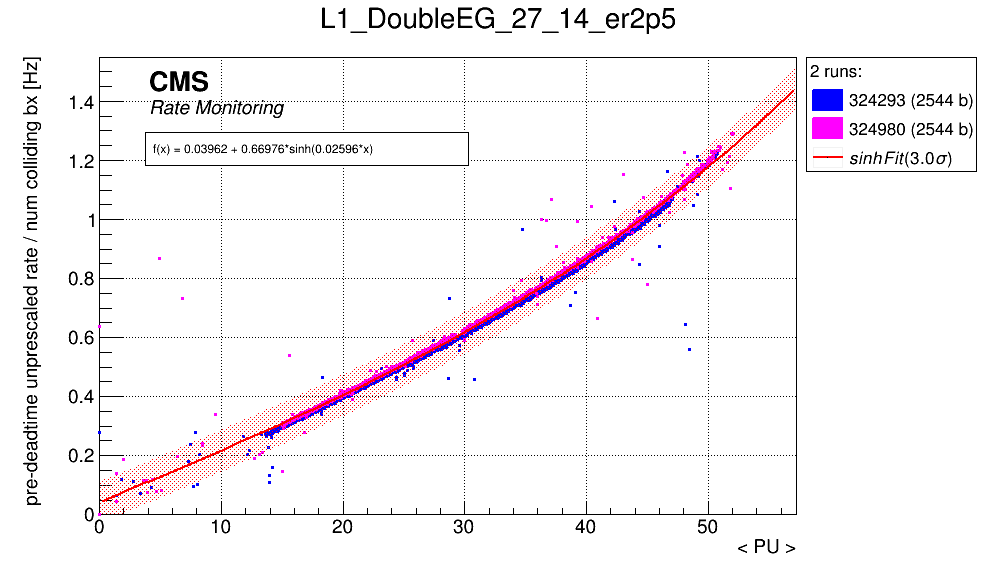 L1_DoubleEG_27_14_er2p5
pre-deadtime unprescaled rate / num colliding bx [Hz]
CMS
Rate Monitoring
f(x) = 0.03962 + 0.66976*sinh(0.02596*x)
2 runs:
324293 (2544 b)
324980 (2544 b)
sinhFit(3.0σ)
1.4
1.2
1
0.8
0.6
0.4
0.2
0
0 10 20 30 40 50
< PU >